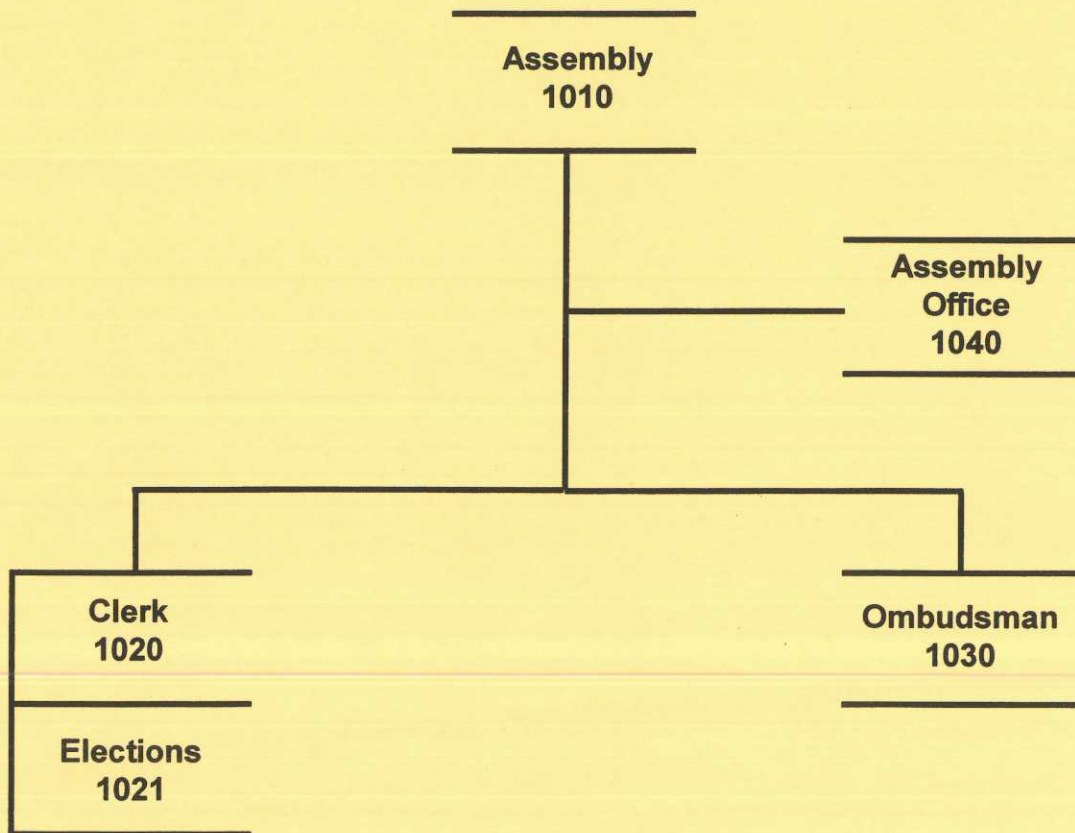 Assembly
1010
Assembly
Office
1040
Clerk
1020
Ombudsman
1030
Elections
1021